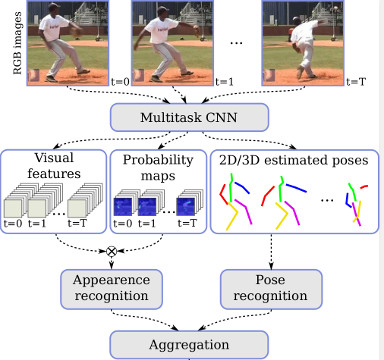 RGB images
t=0
t=1
...
t=T
Multitask CNN
Visual
features
t=0
t=1
...
t=T
Probability
maps
t=0
t=1
...
t=T
2D/3D estimated poses
...
Appearence
recognition
Pose
recognition
Aggregation